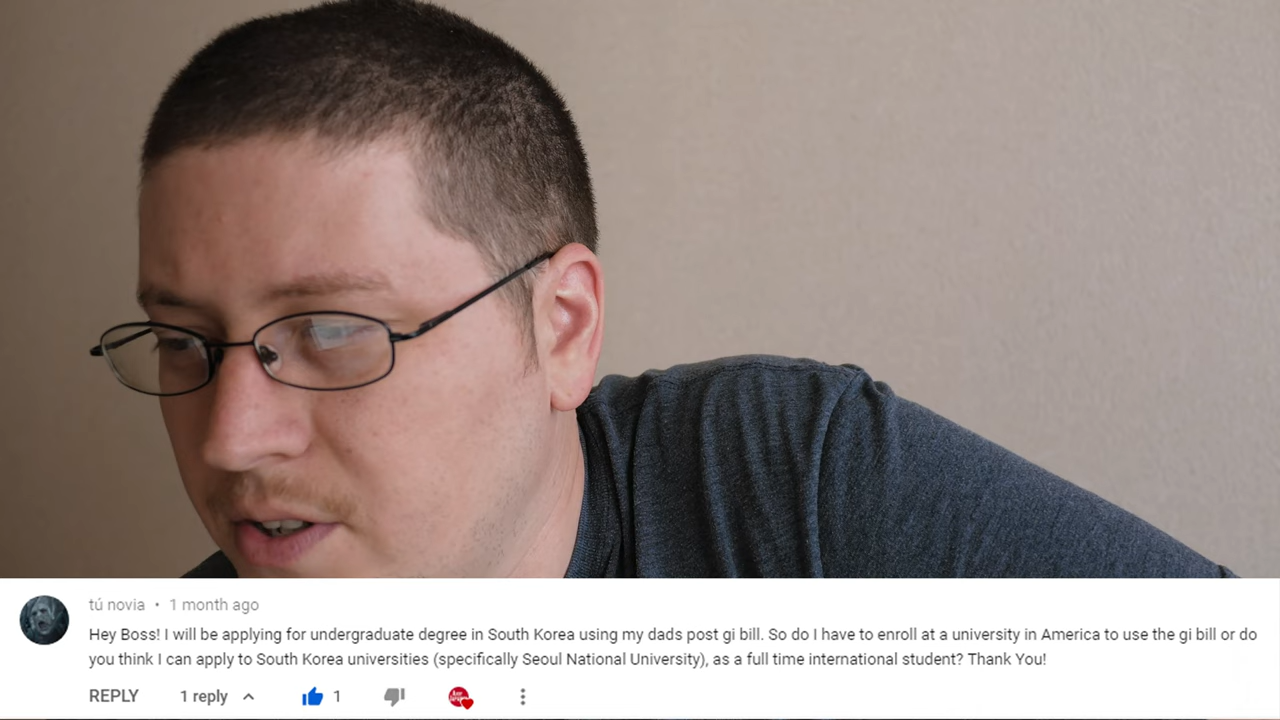 tú novia • 1 month ago
Hey Boss! I will be applying for undergraduate degree in South Korea using my dads post gi bill. So do I have to enroll at a university in America to use the gi bill or do
you think I can apply to South Korea universities (specifically Seoul National University), as a full time international student? Thank You!
REPLY 1 reply 1